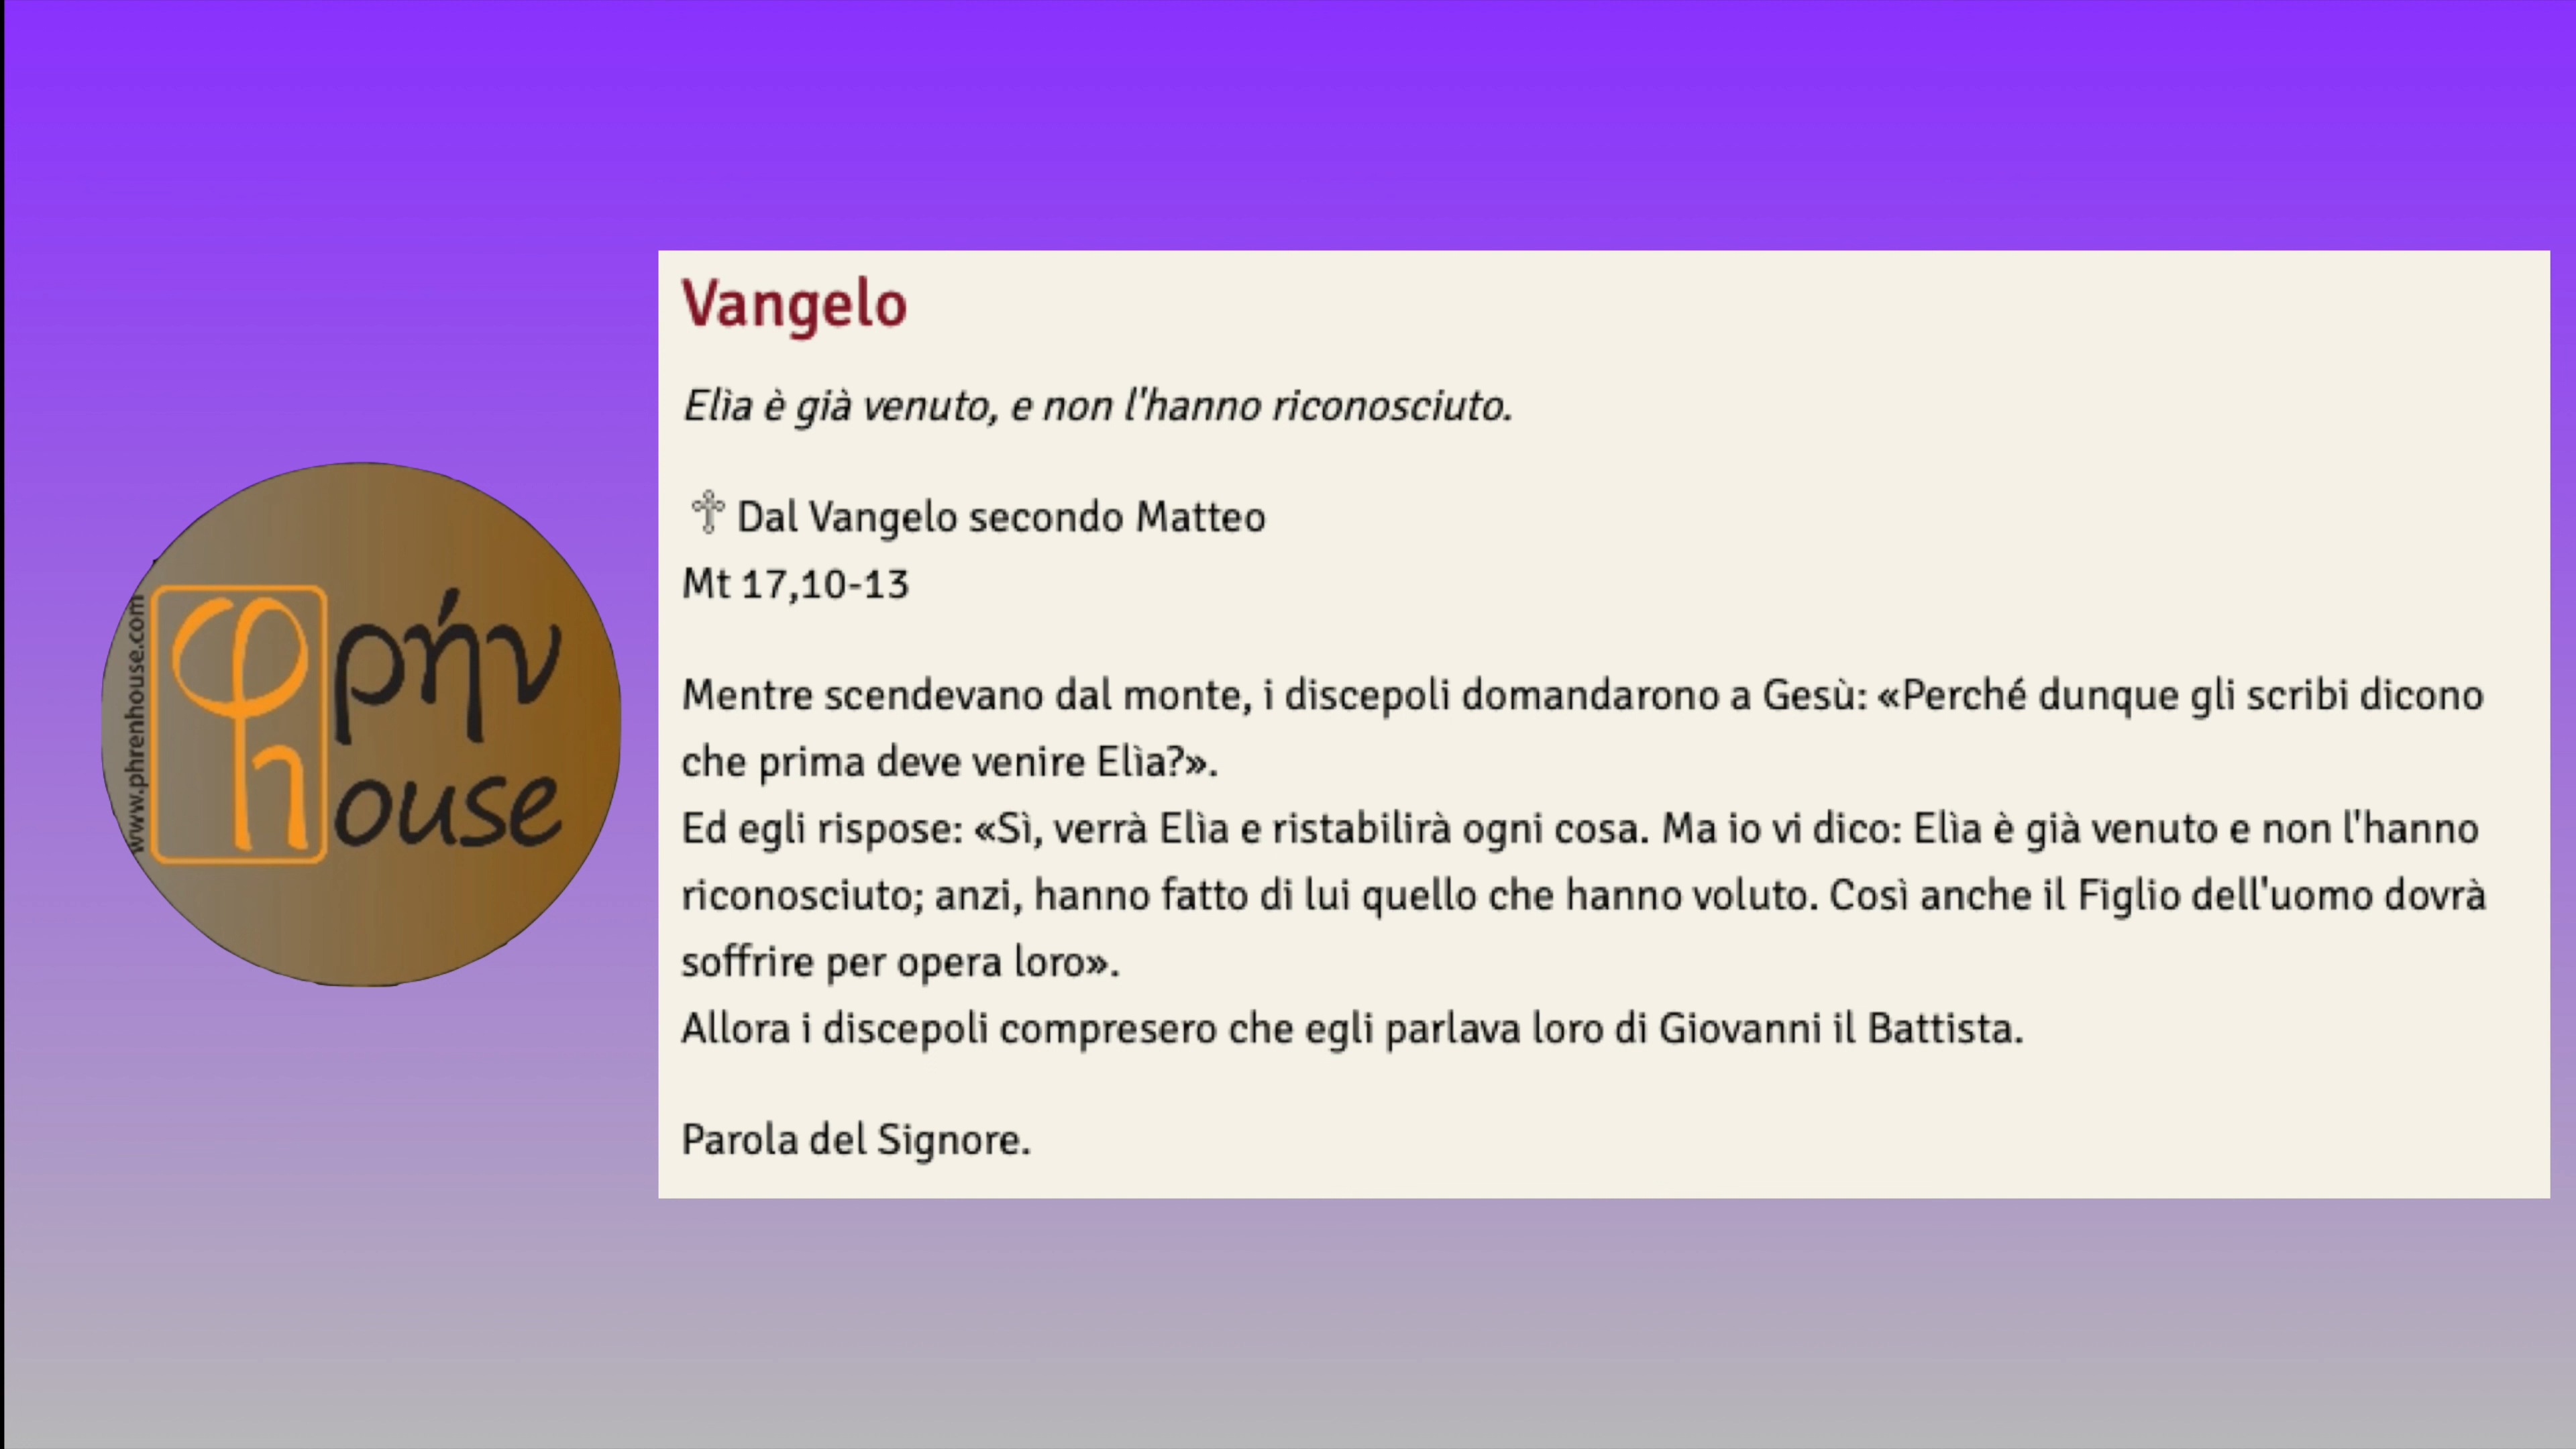 www.phrenhouse.com
φρήν
house
Vangelo
Elìa è già venuto, e non l'hanno riconosciuto.
✝ Dal Vangelo secondo Matteo
Mt 17,10-13
Mentre scendevano dal monte, i discepoli domandarono a Gesù: «Perché dunque gli scribi dicono
che prima deve venire Elìa?».
Ed egli rispose: «Sì, verrà Elìa e ristabilirà ogni cosa. Ma io vi dico: Elìa è già venuto e non l'hanno
riconosciuto; anzi, hanno fatto di lui quello che hanno voluto. Così anche il Figlio dell'uomo dovrà
soffrire per opera loro».
Allora i discepoli compresero che egli parlava loro di Giovanni il Battista.
Parola del Signore.